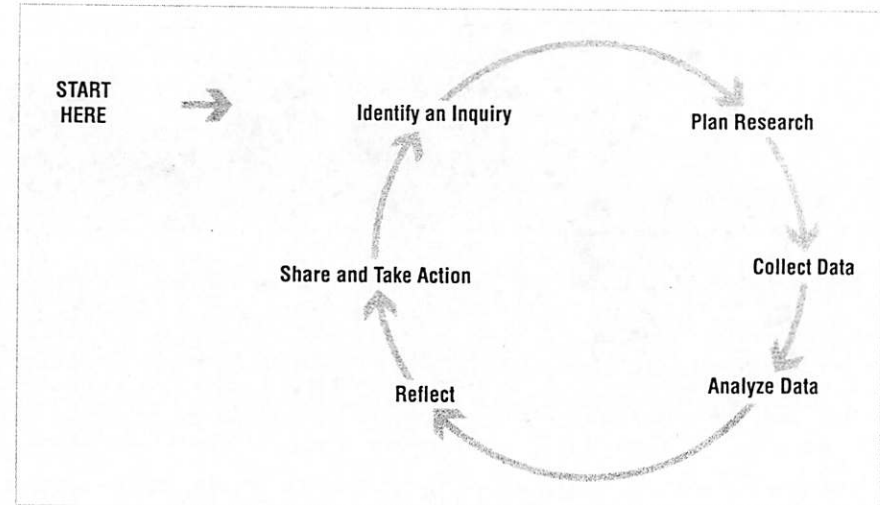 START
HERE
Identify an Inquiry
Plan Research
Collect Data
Analyze Data
Reflect
Share and Take Action